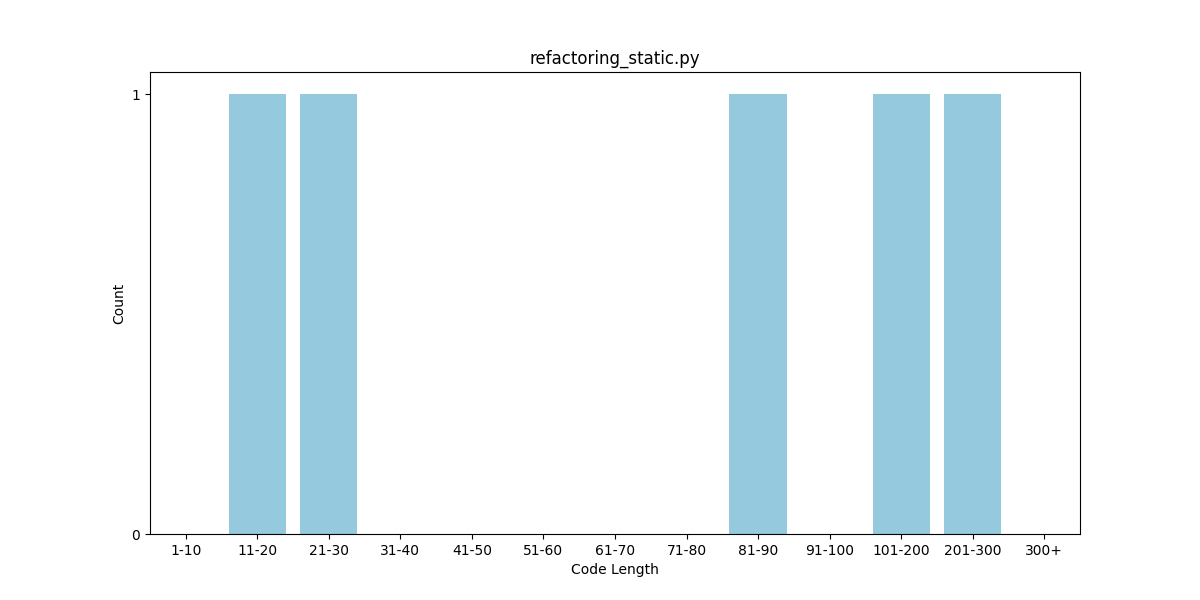 refactoring_static.py
1
Count
0
1-10 11-20 21-30 31-40 41-50 51-60 61-70 71-80 81-90 91-100 101-200 201-300 300+
Code Length